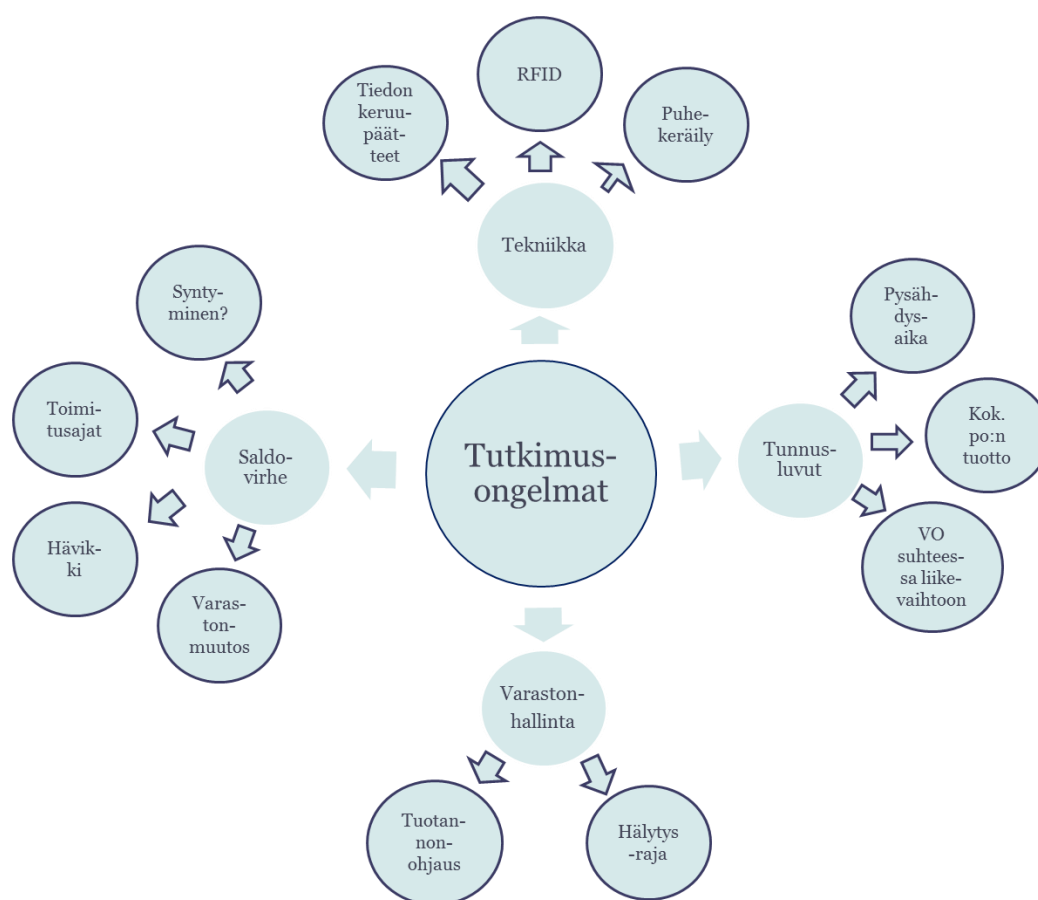 RFID
Tiedon
keruu-
päät-
teet
Puhe-
keräily
Tekniikka
Synty-
minen?
Pysäh-
dys-
aika
Toimi-
tusajat
Saldo-
virhe
Tutkimus-
ongelmat
Tunnus-
luvut
Kok.
po:n
tuotto
Hävik-
ki
VO
suhtees-
sa liike-
vaihtoon
Varas-
ton-
muutos
Varaston-
hallinta
Tuotan-
non-
ohjaus
Hälytys
-raja